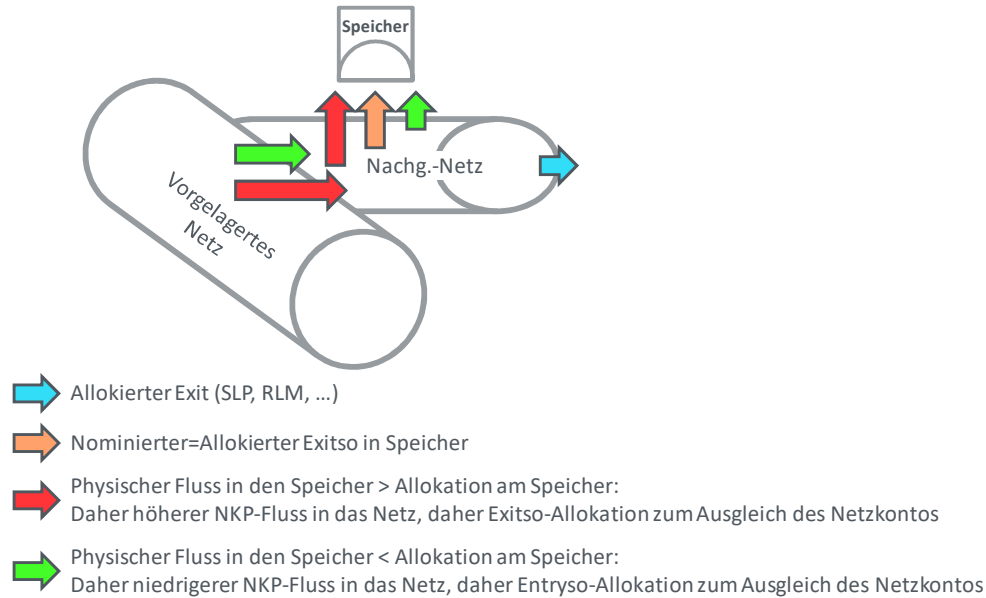 Speicher
Nachg.-Netz
Vorgelagertes
Netz
Allokierter Exit (SLP, RLM, …)
Nominierter=Allokierter Exitso in Speicher
Physischer Fluss in den Speicher > Allokation am Speicher:
Daher höherer NKP-Fluss in das Netz, daher Exitso-Allokation zum Ausgleich des Netzkontos
Physischer Fluss in den Speicher < Allokation am Speicher:
Daher niedrigerer NKP-Fluss in das Netz, daher Entryso-Allokation zum Ausgleich des Netzkontos